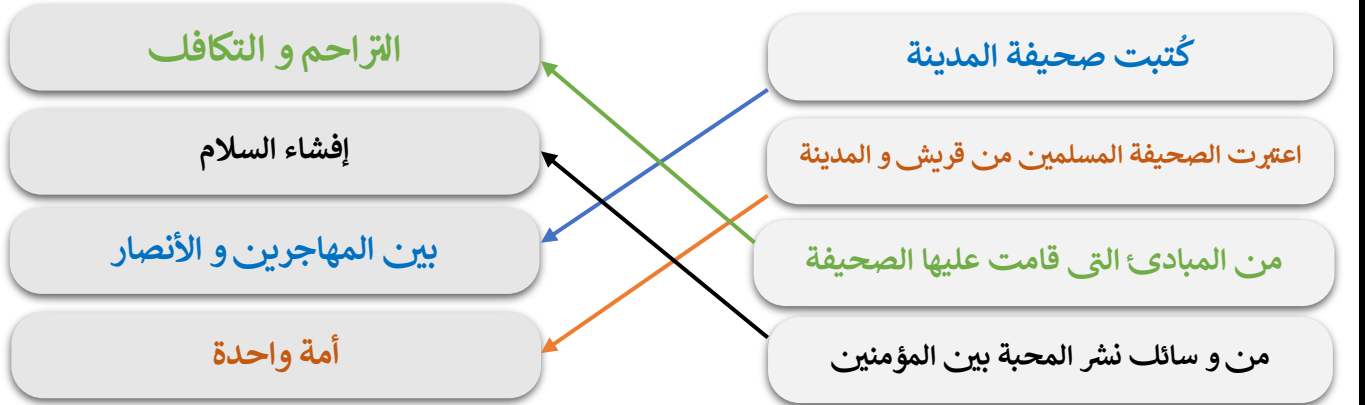 كُتبت صحيفة المدينة
التراحم و التكافل
اعتبرت الصحيفة المسلمين من قريش و المدينة
إفشاء السلام
من المبادئ التى قامت عليها الصحيفة
بين المهاجرين و الأنصار
من و سائل نشر المحبة بين المؤمنين
أمة واحدة